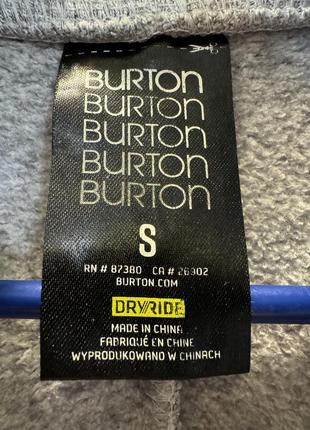 BURTON
BURTON
BURTON
BURTON
BURTON
S
RN # 87380 CA # 26902
BURTON.COM
DRYRIDE
MADE IN CHINA
FABRIQUÉ EN CHINE
WYPRODUKOWANO W CHINACH